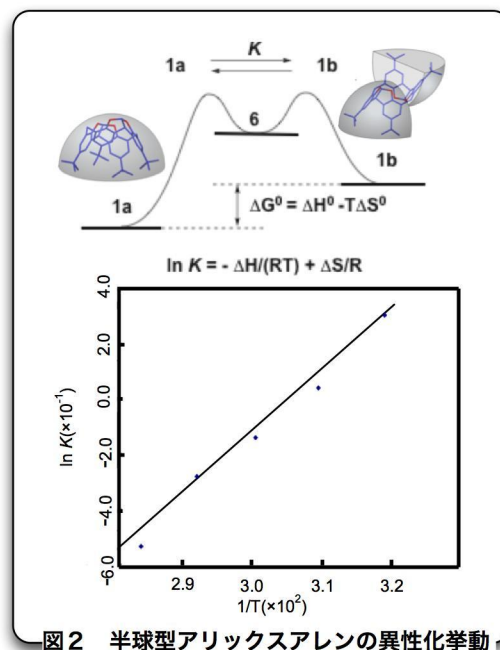 K
1a 1b
6
1b
1a
ΔG⁰ = ΔH⁰ -TΔS⁰
ln K = - ΔH/(RT) + ΔS/R
4.0
2.0
0.0
-2.0
-4.0
-6.0
ln K(×10⁻¹)
2.9 3.0 3.1 3.2
1/T(×10²)
図2 半球型アリックスアレンの異性化挙動